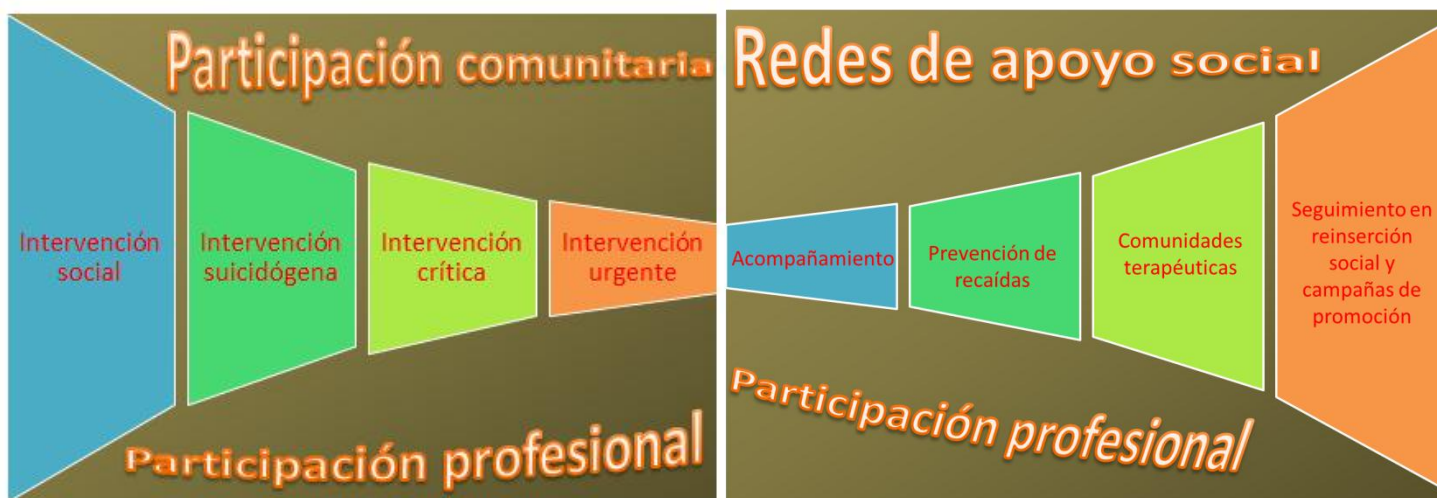 Participación comunitaria
Intervención
social
Intervención
suicidógena
Intervención
crítica
Intervención
urgente
Participación profesional
Redes de apoyo social
Acompañamiento
Prevención de
recaídas
Comunidades
terapéuticas
Seguimiento en
reinserción
social y
campañas de
promoción
Participación profesional